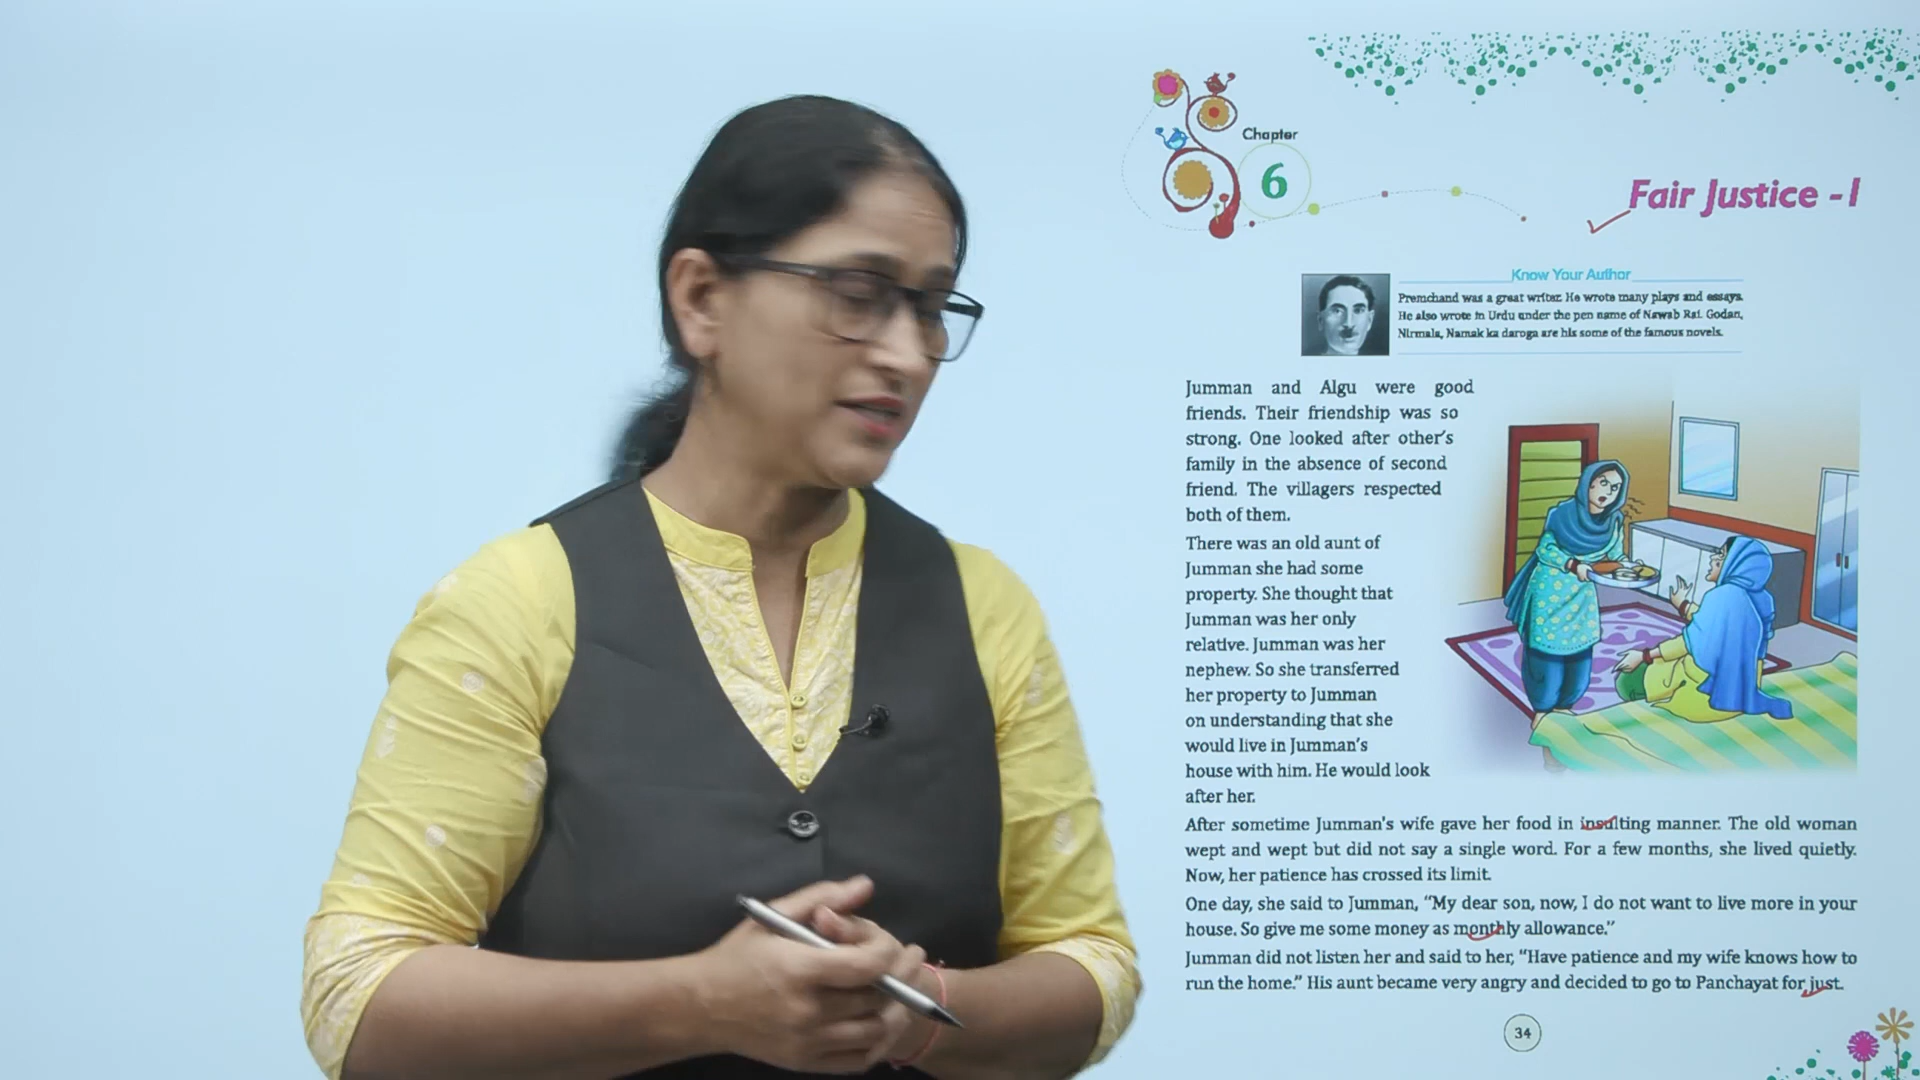 Chapter
6
Fair Justice -I
Know Your Author
Premchand was a great writer. He wrote many plays and essays.
He also wrote in Urdu under the pen name of Nawab Rai. Godan,
Nirmala, Namak ka daroga are his some of the famous novels.
Jumman and Algu were good
friends. Their friendship was so
strong. One looked after other's
family in the absence of second
friend. The villagers respected
both of them.
There was an old aunt of
Jumman she had some
property. She thought that
Jumman was her only
relative. Jumman was her
nephew. So she transferred
her property to Jumman
on understanding that she
would live in Jumman's
house with him. He would look
after her.
After sometime Jumman's wife gave her food in insulting manner. The old woman
wept and wept but did not say a single word. For a few months, she lived quietly.
Now, her patience has crossed its limit.
One day, she said to Jumman, “My dear son, now, I do not want to live more in your
house. So give me some money as monthly allowance.”
Jumman did not listen her and said to her, “Have patience and my wife knows how to
run the home.” His aunt became very angry and decided to go to Panchayat for just.
34